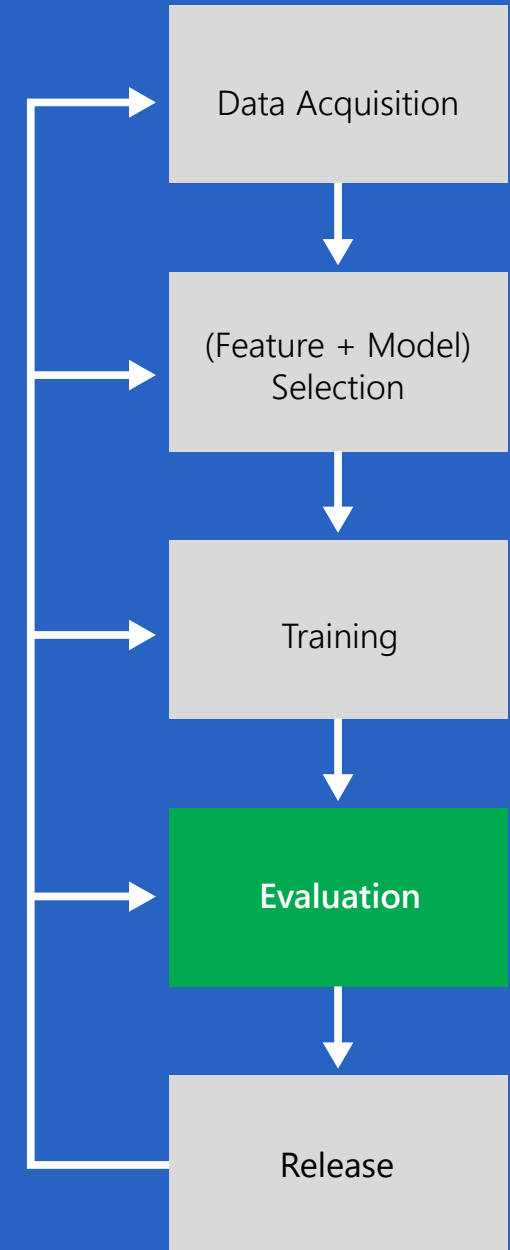 Data Acquisition
(Feature + Model)
Selection
Training
Evaluation
Release